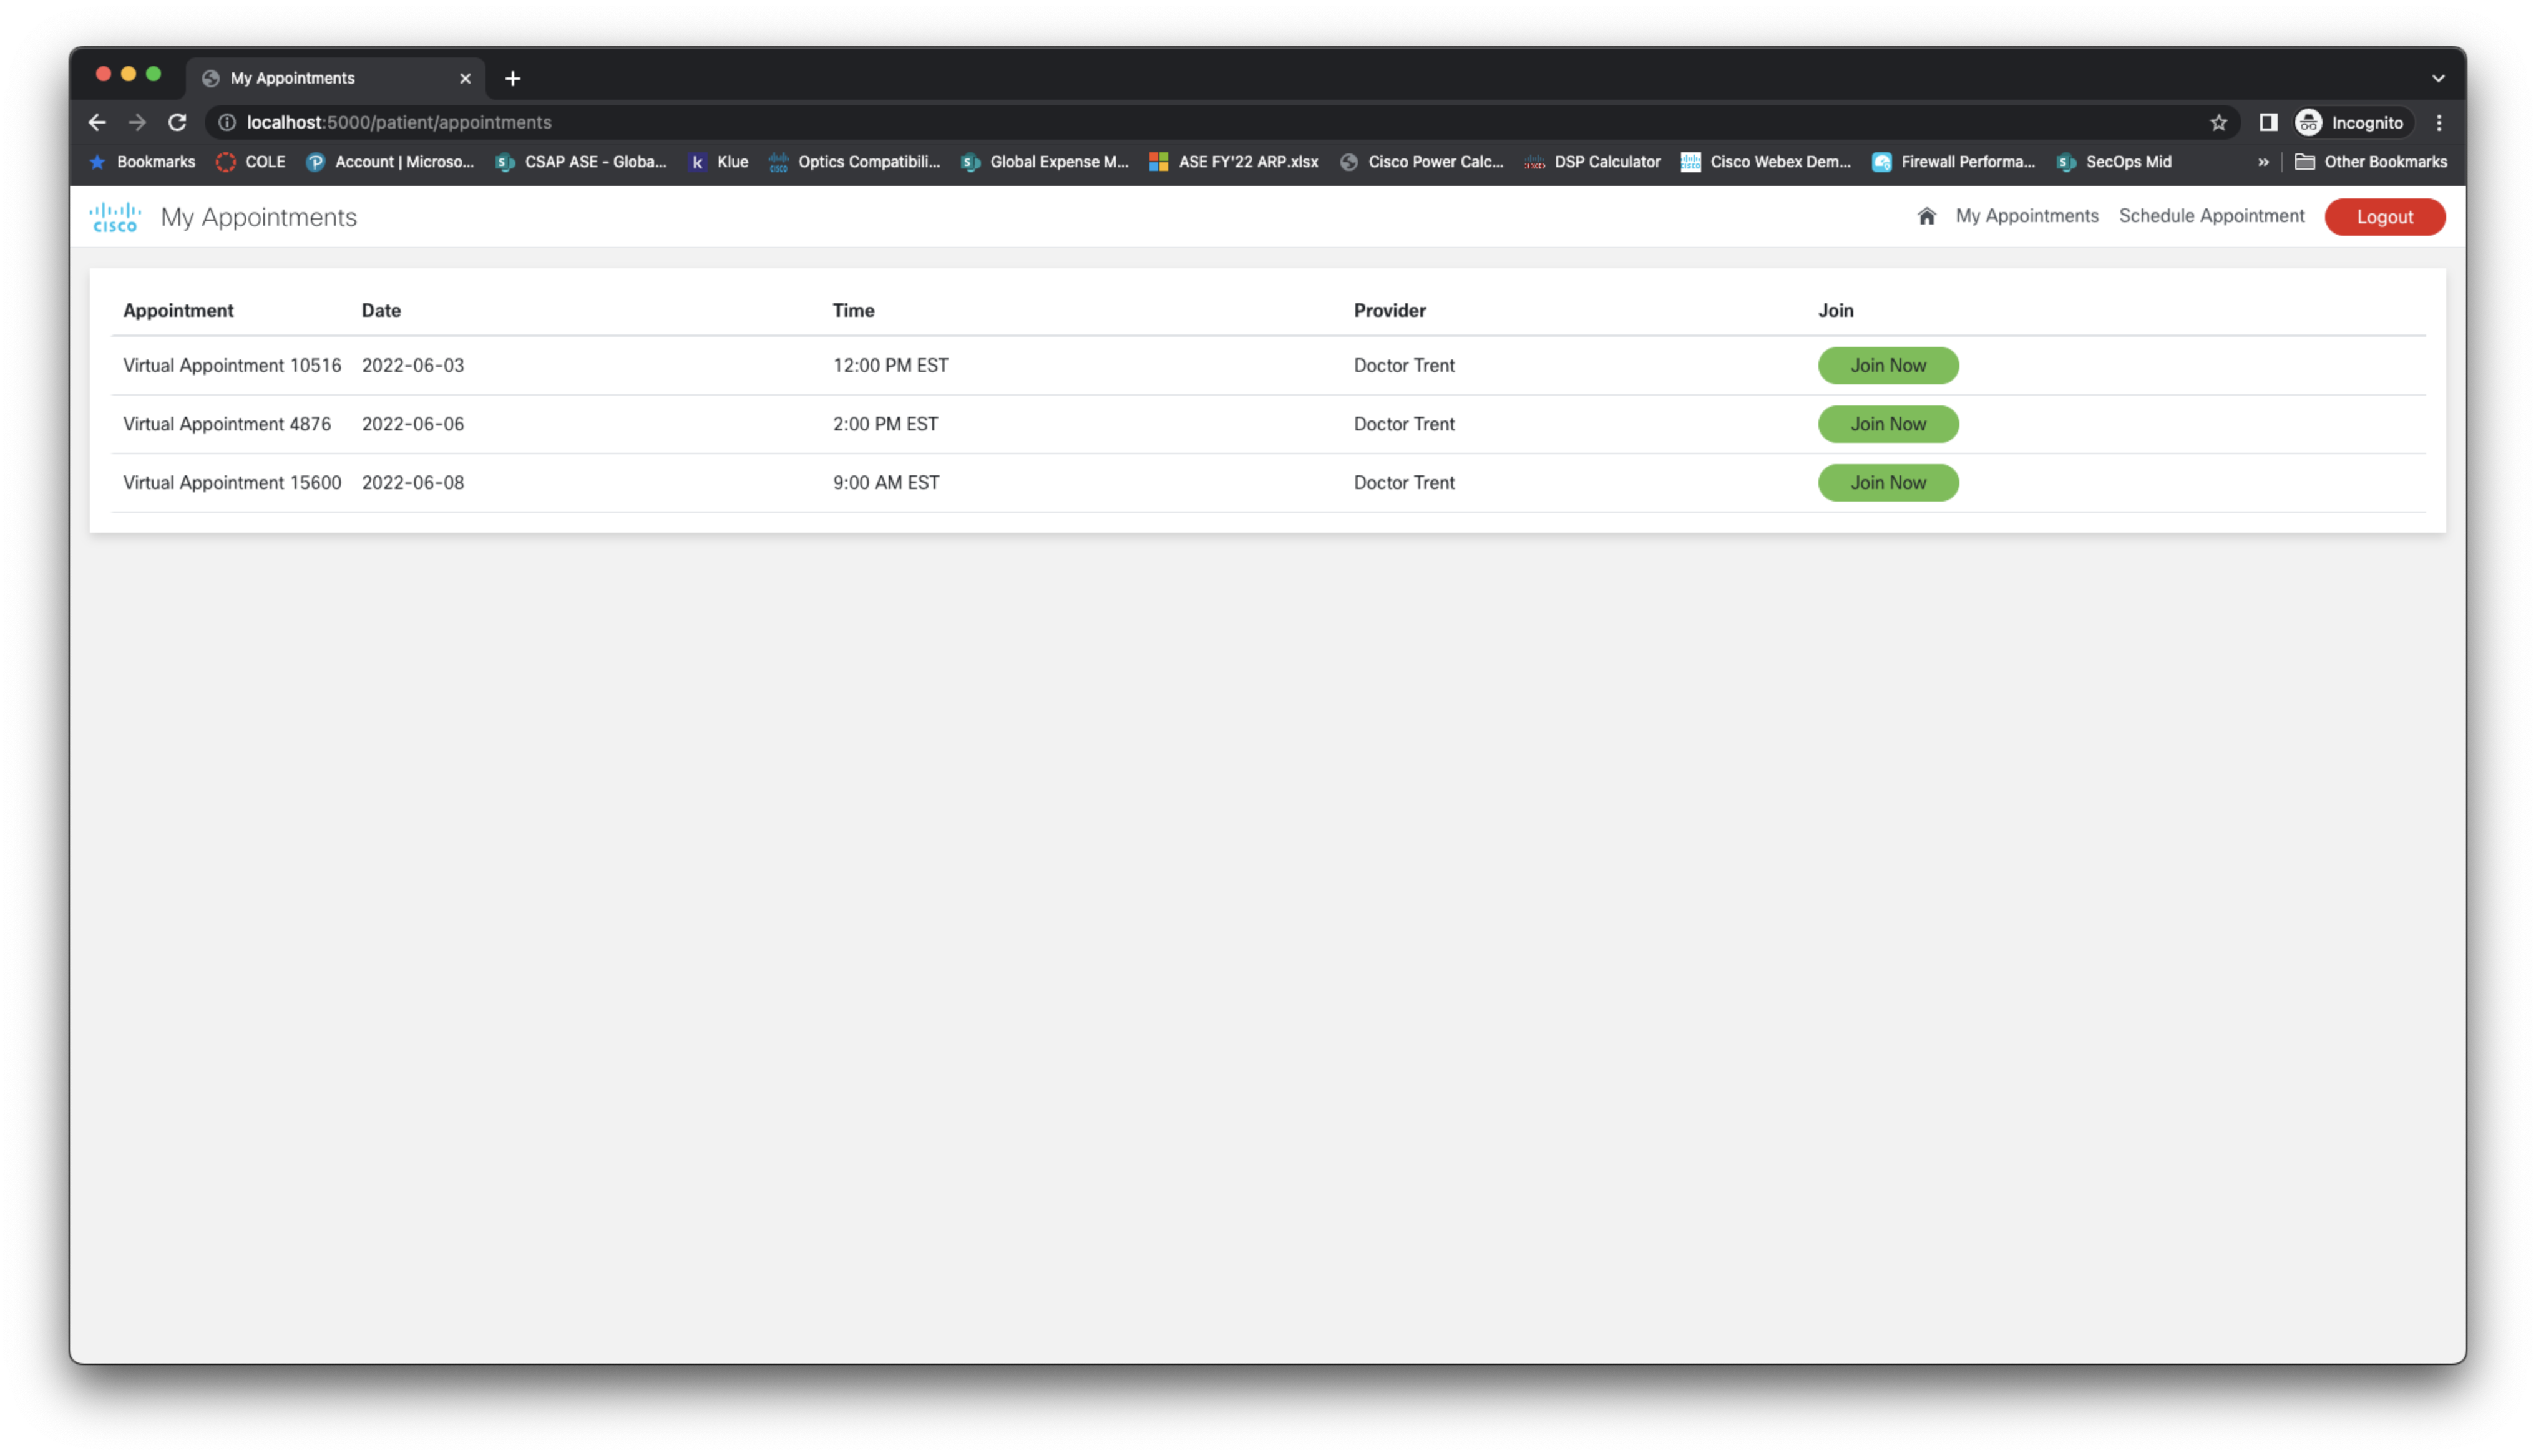 My Appointments
localhost:5000/patient/appointments
Incognito
Bookmarks COLE Account | Microso... CSAP ASE - Globa... k Klue Optics Compatibili... Global Expense M... ASE FY'22 ARP.xlsx Cisco Power Calc... DSP Calculator Cisco Webex Dem... Firewall Performa... SecOps Mid » Other Bookmarks
CISCO My Appointments My Appointments Schedule Appointment Logout
Appointment Date Time Provider Join
Virtual Appointment 10516 2022-06-03 12:00 PM EST Doctor Trent Join Now
Virtual Appointment 4876 2022-06-06 2:00 PM EST Doctor Trent Join Now
Virtual Appointment 15600 2022-06-08 9:00 AM EST Doctor Trent Join Now